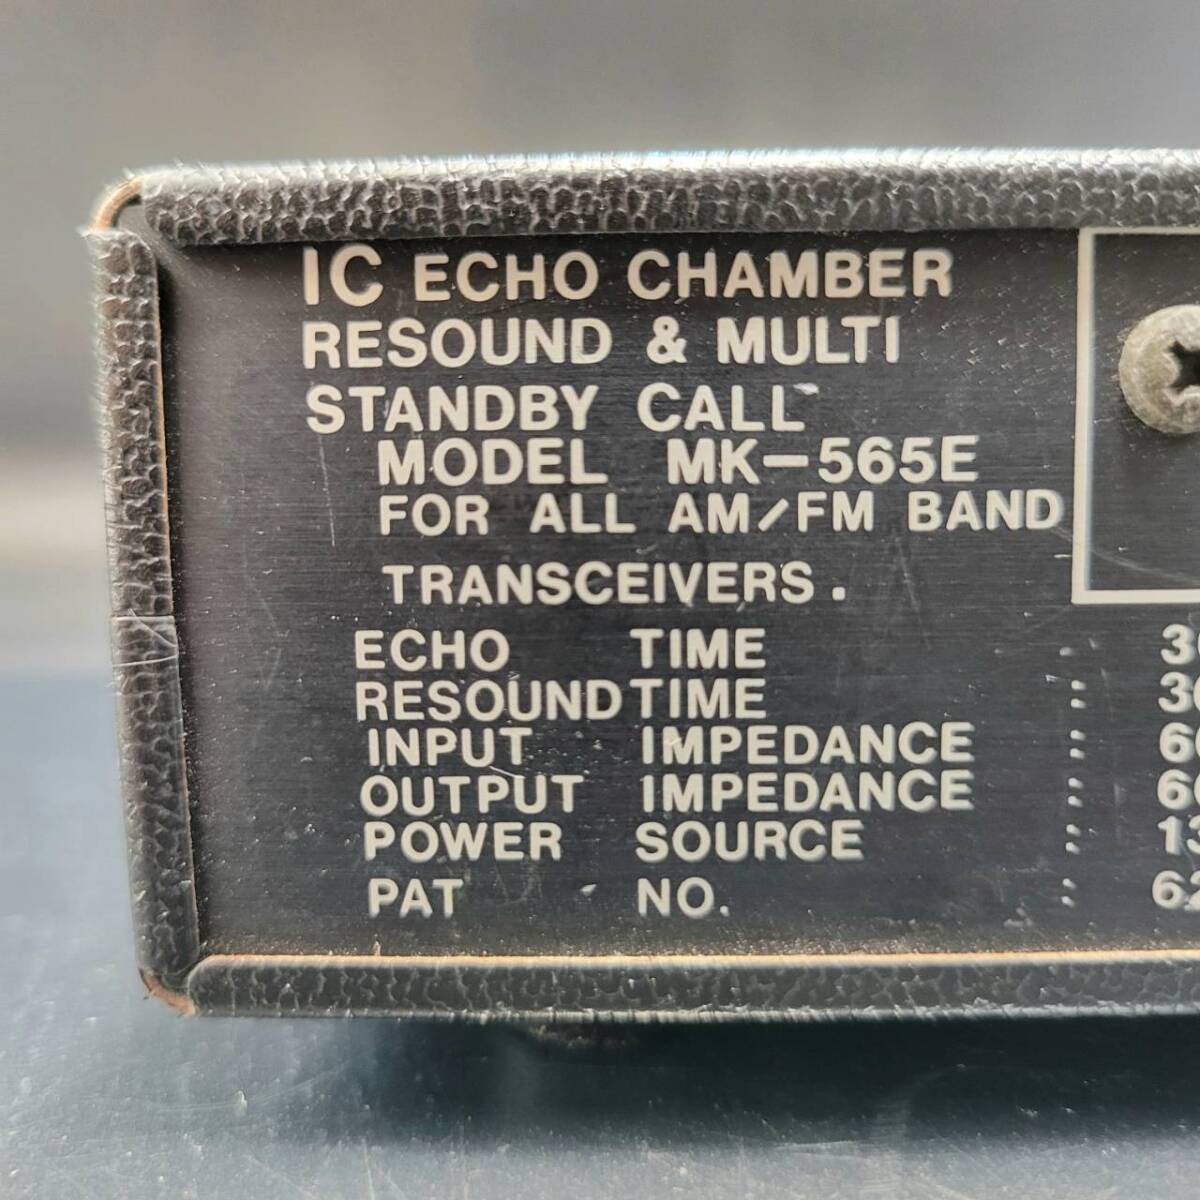 IC ECHO CHAMBER
RESOUND & MULTI
STANDBY CALL
MODEL MK-565E
FOR ALL AM/FM BAND
TRANSCEIVERS.
ECHO TIME :
RESOUND TIME :
INPUT IMPEDANCE :
OUTPUT IMPEDANCE :
POWER SOURCE :
PAT NO. :